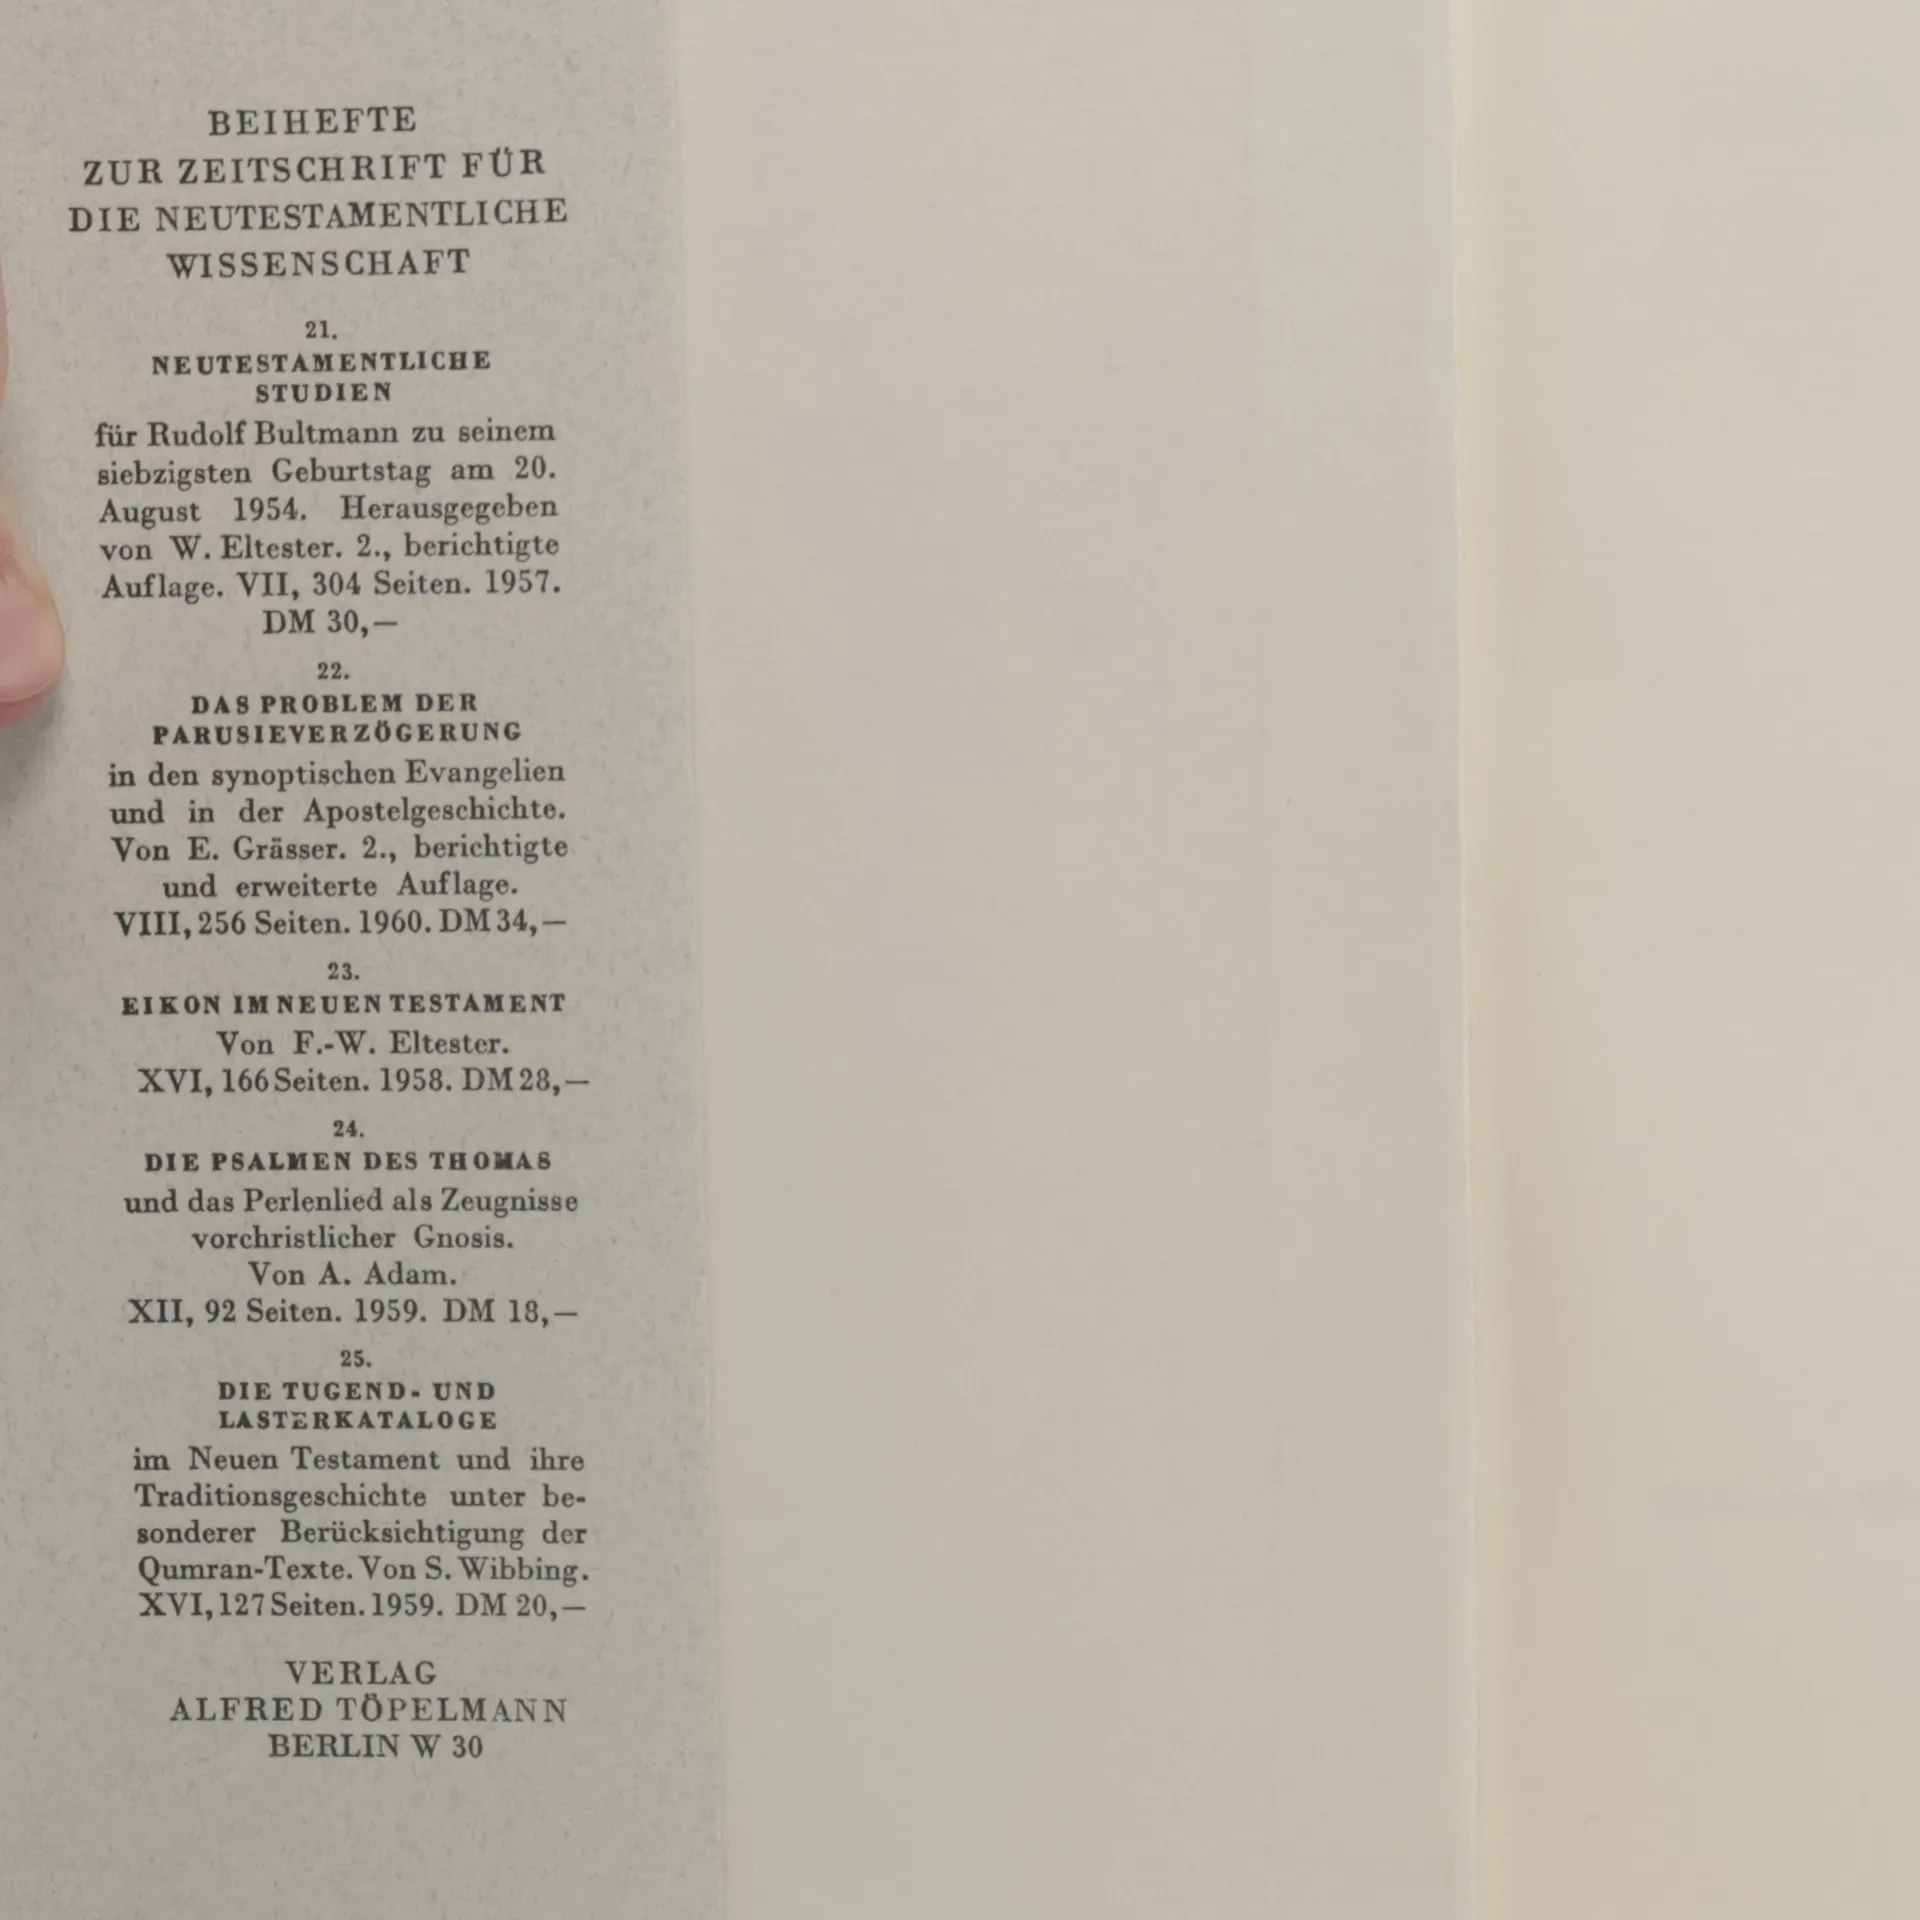 BEIHEFTE
ZUR ZEITSCHRIFT FÜR
DIE NEUTESTAMENTLICHE
WISSENSCHAFT
21.
NEUTESTAMENTLICHE
STUDIEN
für Rudolf Bultmann zu seinem
siebzigsten Geburtstag am 20.
August 1954. Herausgegeben
von W. Eltester. 2., berichtigte
Auflage. VII, 304 Seiten. 1957.
DM 30,—
22.
DAS PROBLEM DER
PARUSIEVERZÖGERUNG
in den synoptischen Evangelien
und in der Apostelgeschichte.
Von E. Grässer. 2., berichtigte
und erweiterte Auflage.
VIII, 256 Seiten. 1960. DM 34,—
23.
EIKON IM NEUEN TESTAMENT
Von F.-W. Eltester.
XVI, 166 Seiten. 1958. DM 28,—
24.
DIE PSALMEN DES THOMAS
und das Perlenlied als Zeugnisse
vorchristlicher Gnosis.
Von A. Adam.
XII, 92 Seiten. 1959. DM 18,—
25.
DIE TUGEND- UND
LASTERKATALOGE
im Neuen Testament und ihre
Traditionsgeschichte unter be-
sonderer Berücksichtigung der
Qumran-Texte. Von S. Wibbing.
XVI, 127 Seiten. 1959. DM 20,—
VERLAG
ALFRED TÖPELMANN
BERLIN W 30